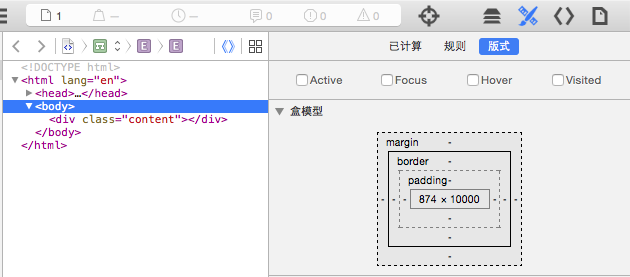 1 — — 0 0 0
E E
已计算 规则 版式
<!DOCTYPE html>
<html lang="en">
<head>…</head>
<body>
<div class="content"></div>
</body>
</html>
Active Focus Hover Visited
盒模型
margin -
border -
padding-
- - - 874 × 10000 - - -
-
-
-